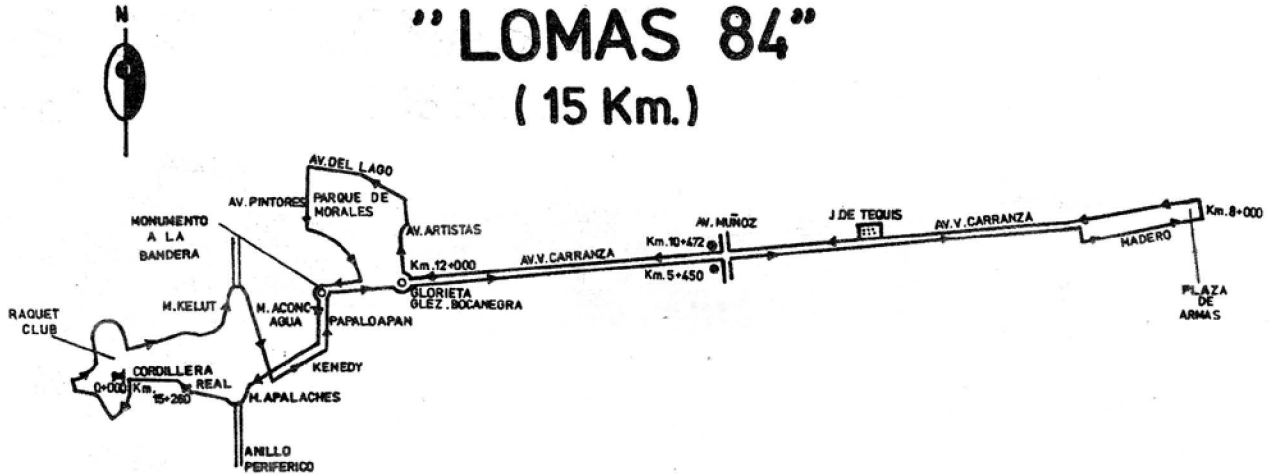 N
”LOMAS 84”
( 15 Km.)
AV. DEL LAGO
AV. PINTORES
PARQUE DE
MORALES
MONUMENTO
A LA
BANDERA
AV. ARTISTAS
AV. MUÑOZ
J. DE TEQUIS
AV. V. CARRANZA
Km. 8+000
MADERO
Km. 10+472
Km. 12+000
AV. V. CARRANZA
Km. 5+450
GLORIETA
GLEZ. BOCANEGRA
PLAZA
DE
ARMAS
RAQUET
CLUB
M. KELUT
M. ACONC
AGUA
PAPALOAPAN
KENEDY
CORDILLERA
REAL
0+000 Km.
15+260
M. APALACHES
ANILLO
PERIFERICO